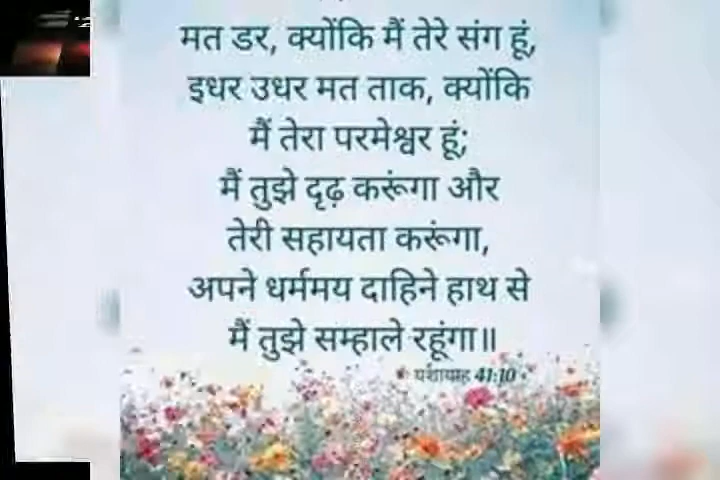 मत डर, क्योंकि मैं तेरे संग हूं,
इधर उधर मत ताक, क्योंकि
मैं तेरा परमेश्वर हूं;
मैं तुझे दृढ़ करूंगा और
तेरी सहायता करूंगा,
अपने धर्ममय दाहिने हाथ से
मैं तुझे सम्हाले रहूंगा॥
यशायाह 41:10